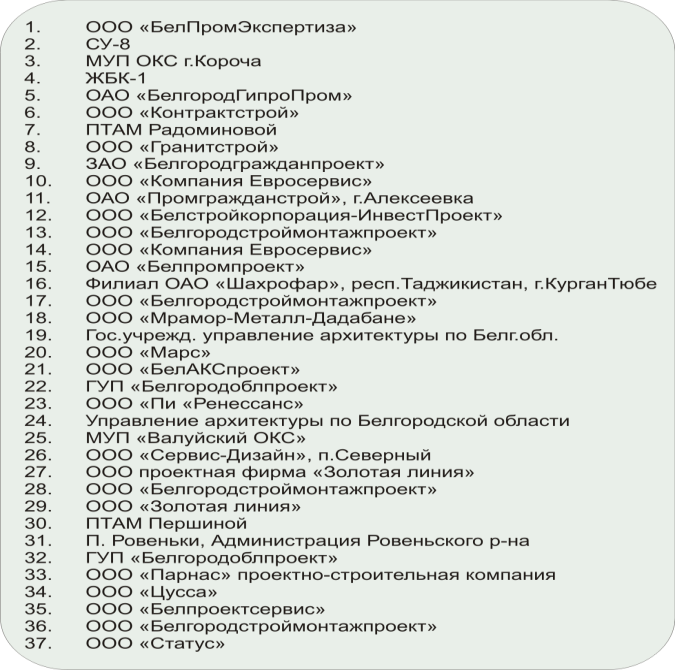 1. ООО «БелПромЭкспертиза»
2. СУ-8
3. МУП ОКС г.Короча
4. ЖБК-1
5. ОАО «БелгородГипроПром»
6. ООО «Контрактстрой»
7. ПТАМ Радоминовой
8. ООО «Гранитстрой»
9. ЗАО «Белгородгражданпроект»
10. ООО «Компания Евросервис»
11. ОАО «Промгражданстрой», г.Алексеевка
12. ООО «Белстройкорпорация-ИнвестПроект»
13. ООО «Белгородстроймонтажпроект»
14. ООО «Компания Евросервис»
15. ОАО «Белпромпроект»
16. Филиал ОАО «Шахрофар», респ.Таджикистан, г.КурганТюбе
17. ООО «Белгородстроймонтажпроект»
18. ООО «Мрамор-Металл-Дадабане»
19. Гос.учрежд. управление архитектуры по Белг.обл.
20. ООО «Марс»
21. ООО «БелАКСпроект»
22. ГУП «Белгородоблпроект»
23. ООО «Пи «Ренессанс»
24. Управление архитектуры по Белгородской области
25. МУП «Валуйский ОКС»
26. ООО «Сервис-Дизайн», п.Северный
27. ООО проектная фирма «Золотая линия»
28. ООО «Белгородстроймонтажпроект»
29. ООО «Золотая линия»
30. ПТАМ Першиной
31. П. Ровеньки, Администрация Ровеньского р-на
32. ГУП «Белгородоблпроект»
33. ООО «Парнас» проектно-строительная компания
34. ООО «Цусса»
35. ООО «Белпроектсервис»
36. ООО «Белгородстроймонтажпроект»
37. ООО «Статус»